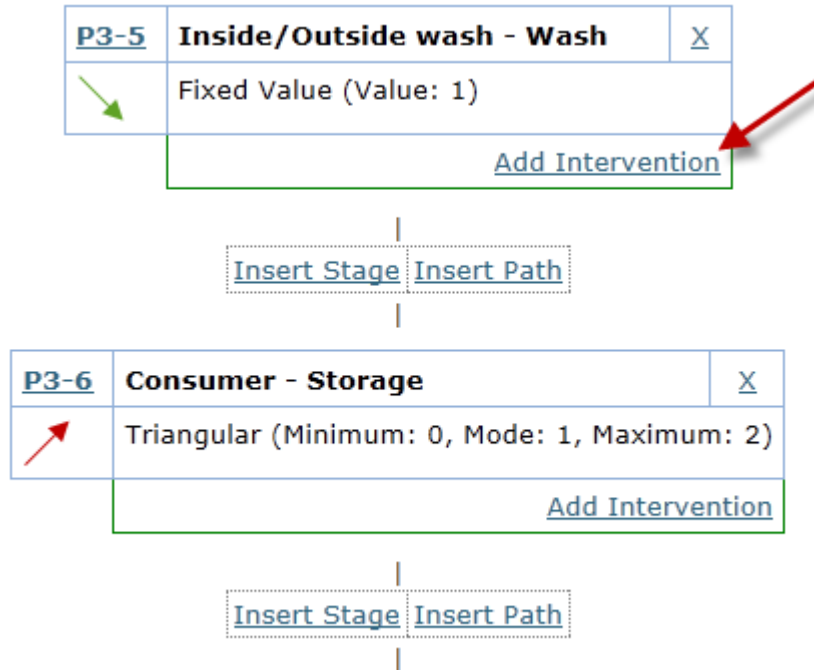 P3-5 Inside/Outside wash - Wash X
Fixed Value (Value: 1)
Add Intervention
Insert Stage Insert Path
P3-6 Consumer - Storage X
Triangular (Minimum: 0, Mode: 1, Maximum: 2)
Add Intervention
Insert Stage Insert Path